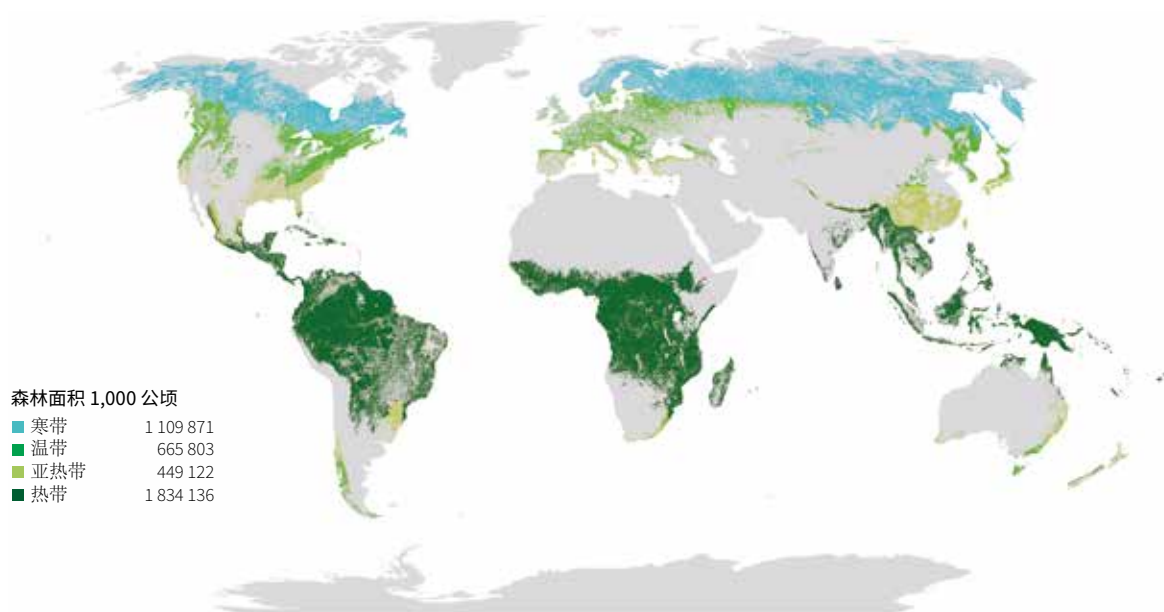 森林面积 1,000 公顷
寒带 1 109 871
温带 665 803
亚热带 449 122
热带 1 834 136